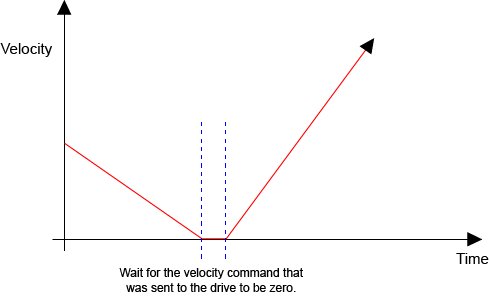 Velocity
Time
Wait for the velocity command that
was sent to the drive to be zero.